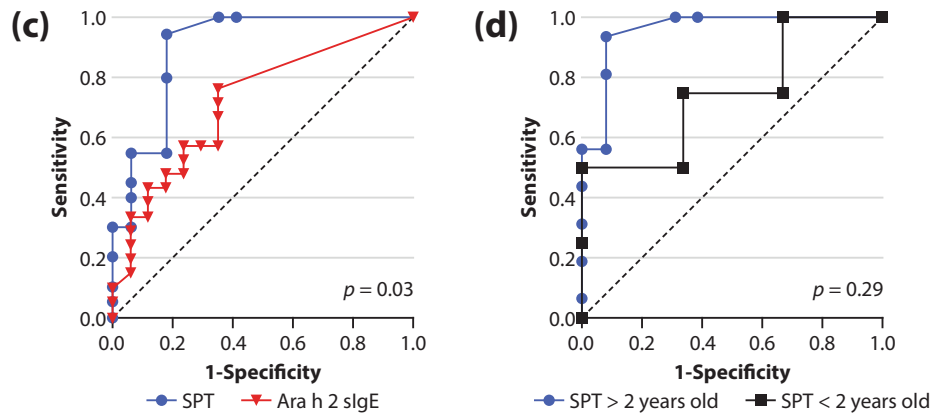 (c)
Sensitivity
1.0
0.8
0.6
0.4
0.2
0.0
p = 0.03
0.0 0.2 0.4 0.6 0.8 1.0
1-Specificity
SPT Ara h 2 sIgE
(d)
Sensitivity
1.0
0.8
0.6
0.4
0.2
0.0
p = 0.29
0.0 0.2 0.4 0.6 0.8 1.0
1-Specificity
SPT > 2 years old SPT < 2 years old